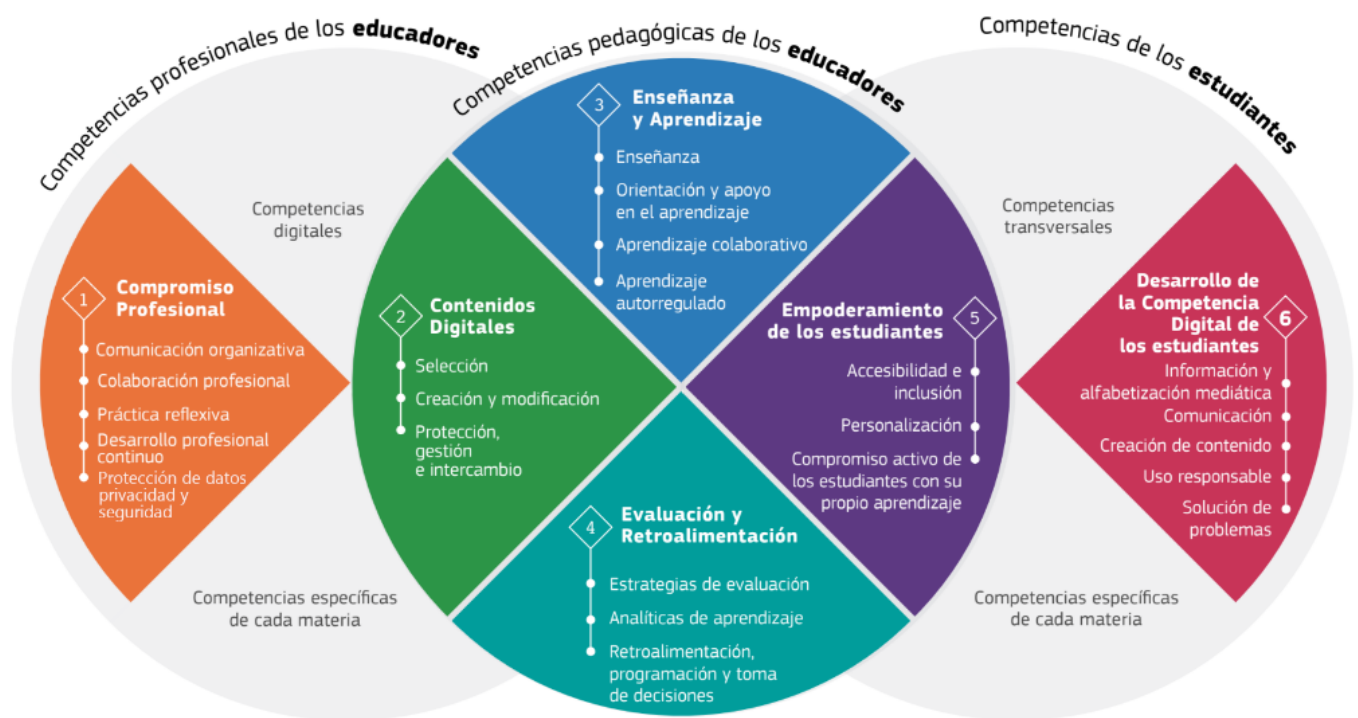 Competencias profesionales de los educadores
Competencias pedagógicas de los educadores
Competencias de los estudiantes
Competencias
digitales
1
Compromiso
Profesional
Comunicación organizativa
Colaboración profesional
Práctica reflexiva
Desarrollo profesional
continuo
Protección de datos
privacidad y
seguridad
Competencias específicas
de cada materia
2
Contenidos
Digitales
Selección
Creación y modificación
Protección,
gestión
e intercambio
3
Enseñanza
y Aprendizaje
Enseñanza
Orientación y apoyo
en el aprendizaje
Aprendizaje colaborativo
Aprendizaje
autorregulado
4
Evaluación y
Retroalimentación
Estrategias de evaluación
Analíticas de aprendizaje
Retroalimentación,
programación y toma
de decisiones
5
Empoderamiento
de los estudiantes
Accesibilidad e
inclusión
Personalización
Compromiso activo de
los estudiantes con su
propio aprendizaje
Competencias
transversales
6
Desarrollo de
la Competencia
Digital de
los estudiantes
Información y
alfabetización mediática
Comunicación
Creación de contenido
Uso responsable
Solución de
problemas
Competencias específicas
de cada materia